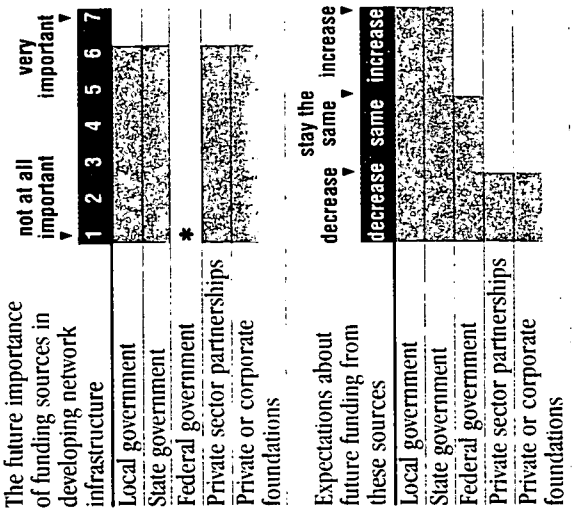 The future importance
of funding sources in
developing network
infrastructure
not at all
important
very
important
1 2 3 4 5 6 7
Local government
State government
Federal government
*
Private sector partnerships
Private or corporate
foundations
Expectations about
future funding from
these sources
decrease
stay the
same
increase
decrease same increase
Local government
State government
Federal government
Private sector partnerships
Private or corporate
foundations